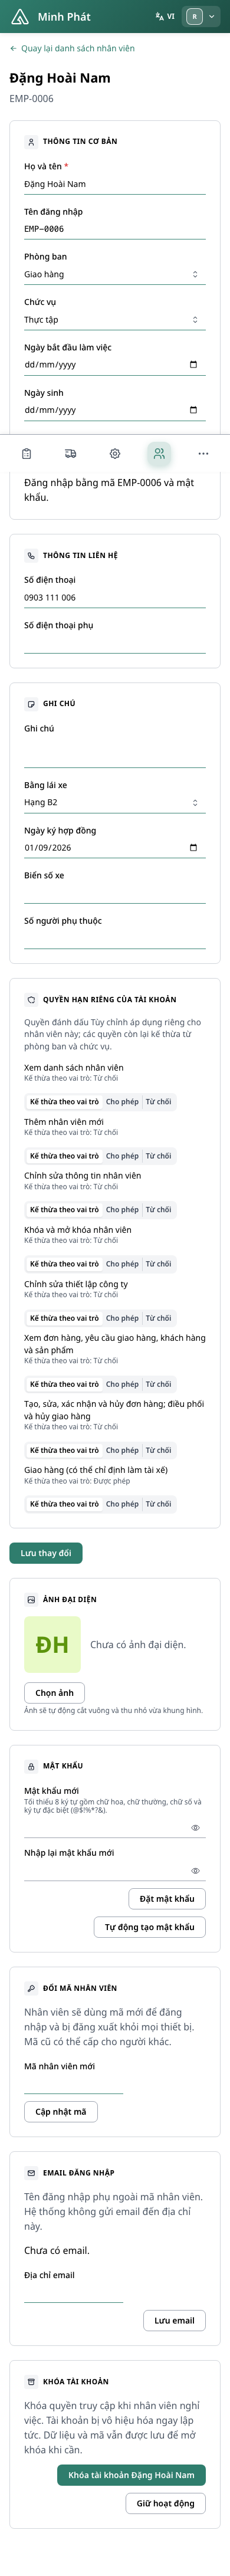 Minh Phát
VI
R
Quay lại danh sách nhân viên
Đặng Hoài Nam
EMP-0006
THÔNG TIN CƠ BẢN
Họ và tên *
Đặng Hoài Nam
Tên đăng nhập
EMP-0006
Phòng ban
Giao hàng
Chức vụ
Thực tập
Ngày bắt đầu làm việc
dd/mm/yyyy
Ngày sinh
dd/mm/yyyy
Đăng nhập bằng mã EMP-0006 và mật
khẩu.
THÔNG TIN LIÊN HỆ
Số điện thoại
0903 111 006
Số điện thoại phụ
GHI CHÚ
Ghi chú
Bằng lái xe
Hạng B2
Ngày ký hợp đồng
01/09/2026
Biển số xe
Số người phụ thuộc
QUYỀN HẠN RIÊNG CỦA TÀI KHOẢN
Quyền đánh dấu Tùy chỉnh áp dụng riêng cho
nhân viên này; các quyền còn lại kế thừa từ
phòng ban và chức vụ.
Xem danh sách nhân viên
Kế thừa theo vai trò: Từ chối
Kế thừa theo vai trò Cho phép Từ chối
Thêm nhân viên mới
Kế thừa theo vai trò: Từ chối
Kế thừa theo vai trò Cho phép Từ chối
Chỉnh sửa thông tin nhân viên
Kế thừa theo vai trò: Từ chối
Kế thừa theo vai trò Cho phép Từ chối
Khóa và mở khóa nhân viên
Kế thừa theo vai trò: Từ chối
Kế thừa theo vai trò Cho phép Từ chối
Chỉnh sửa thiết lập công ty
Kế thừa theo vai trò: Từ chối
Kế thừa theo vai trò Cho phép Từ chối
Xem đơn hàng, yêu cầu giao hàng, khách hàng
và sản phẩm
Kế thừa theo vai trò: Từ chối
Kế thừa theo vai trò Cho phép Từ chối
Tạo, sửa, xác nhận và hủy đơn hàng; điều phối
và hủy giao hàng
Kế thừa theo vai trò: Từ chối
Kế thừa theo vai trò Cho phép Từ chối
Giao hàng (có thể chỉ định làm tài xế)
Kế thừa theo vai trò: Được phép
Kế thừa theo vai trò Cho phép Từ chối
Lưu thay đổi
ẢNH ĐẠI DIỆN
ĐH
Chưa có ảnh đại diện.
Chọn ảnh
Ảnh sẽ tự động cắt vuông và thu nhỏ vừa khung hình.
MẬT KHẨU
Mật khẩu mới
Tối thiểu 8 ký tự gồm chữ hoa, chữ thường, chữ số và
ký tự đặc biệt (@$!%*?&).
Nhập lại mật khẩu mới
Đặt mật khẩu
Tự động tạo mật khẩu
ĐỔI MÃ NHÂN VIÊN
Nhân viên sẽ dùng mã mới để đăng
nhập và bị đăng xuất khỏi mọi thiết bị.
Mã cũ có thể cấp cho người khác.
Mã nhân viên mới
Cập nhật mã
EMAIL ĐĂNG NHẬP
Tên đăng nhập phụ ngoài mã nhân viên.
Hệ thống không gửi email đến địa chỉ
này.
Chưa có email.
Địa chỉ email
Lưu email
KHÓA TÀI KHOẢN
Khóa quyền truy cập khi nhân viên nghỉ
việc. Tài khoản bị vô hiệu hóa ngay lập
tức. Dữ liệu và mã vẫn được lưu để mở
khóa khi cần.
Khóa tài khoản Đặng Hoài Nam
Giữ hoạt động